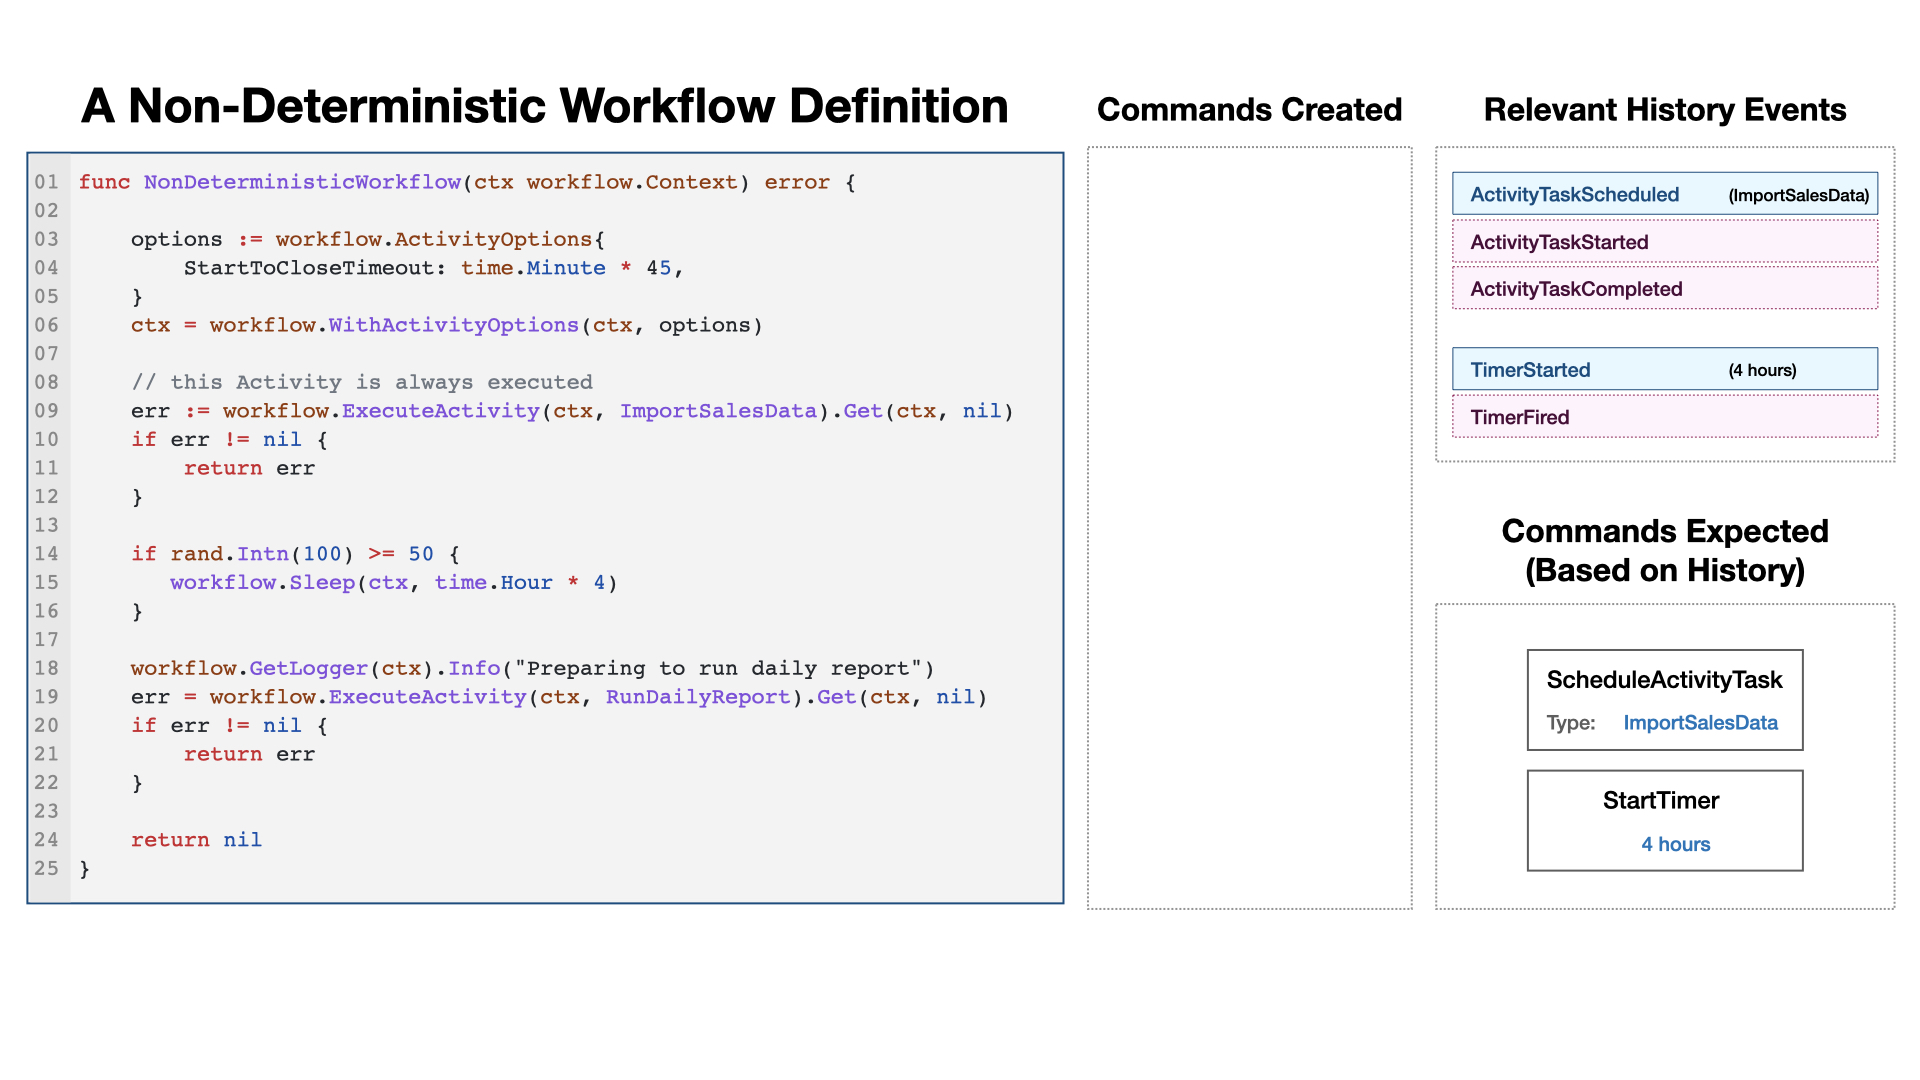 A Non-Deterministic Workflow Definition
01 func NonDeterministicWorkflow(ctx workflow.Context) error {
02
03     options := workflow.ActivityOptions{
04         StartToCloseTimeout: time.Minute * 45,
05     }
06     ctx = workflow.WithActivityOptions(ctx, options)
07
08     // this Activity is always executed
09     err := workflow.ExecuteActivity(ctx, ImportSalesData).Get(ctx, nil)
10     if err != nil {
11         return err
12     }
13
14     if rand.Intn(100) >= 50 {
15        workflow.Sleep(ctx, time.Hour * 4)
16     }
17
18     workflow.GetLogger(ctx).Info("Preparing to run daily report")
19     err = workflow.ExecuteActivity(ctx, RunDailyReport).Get(ctx, nil)
20     if err != nil {
21         return err
22     }
23
24     return nil
25 }
Commands Created
Relevant History Events
ActivityTaskScheduled (ImportSalesData)
ActivityTaskStarted
ActivityTaskCompleted
TimerStarted (4 hours)
TimerFired
Commands Expected
(Based on History)
ScheduleActivityTask
Type: ImportSalesData
StartTimer
4 hours